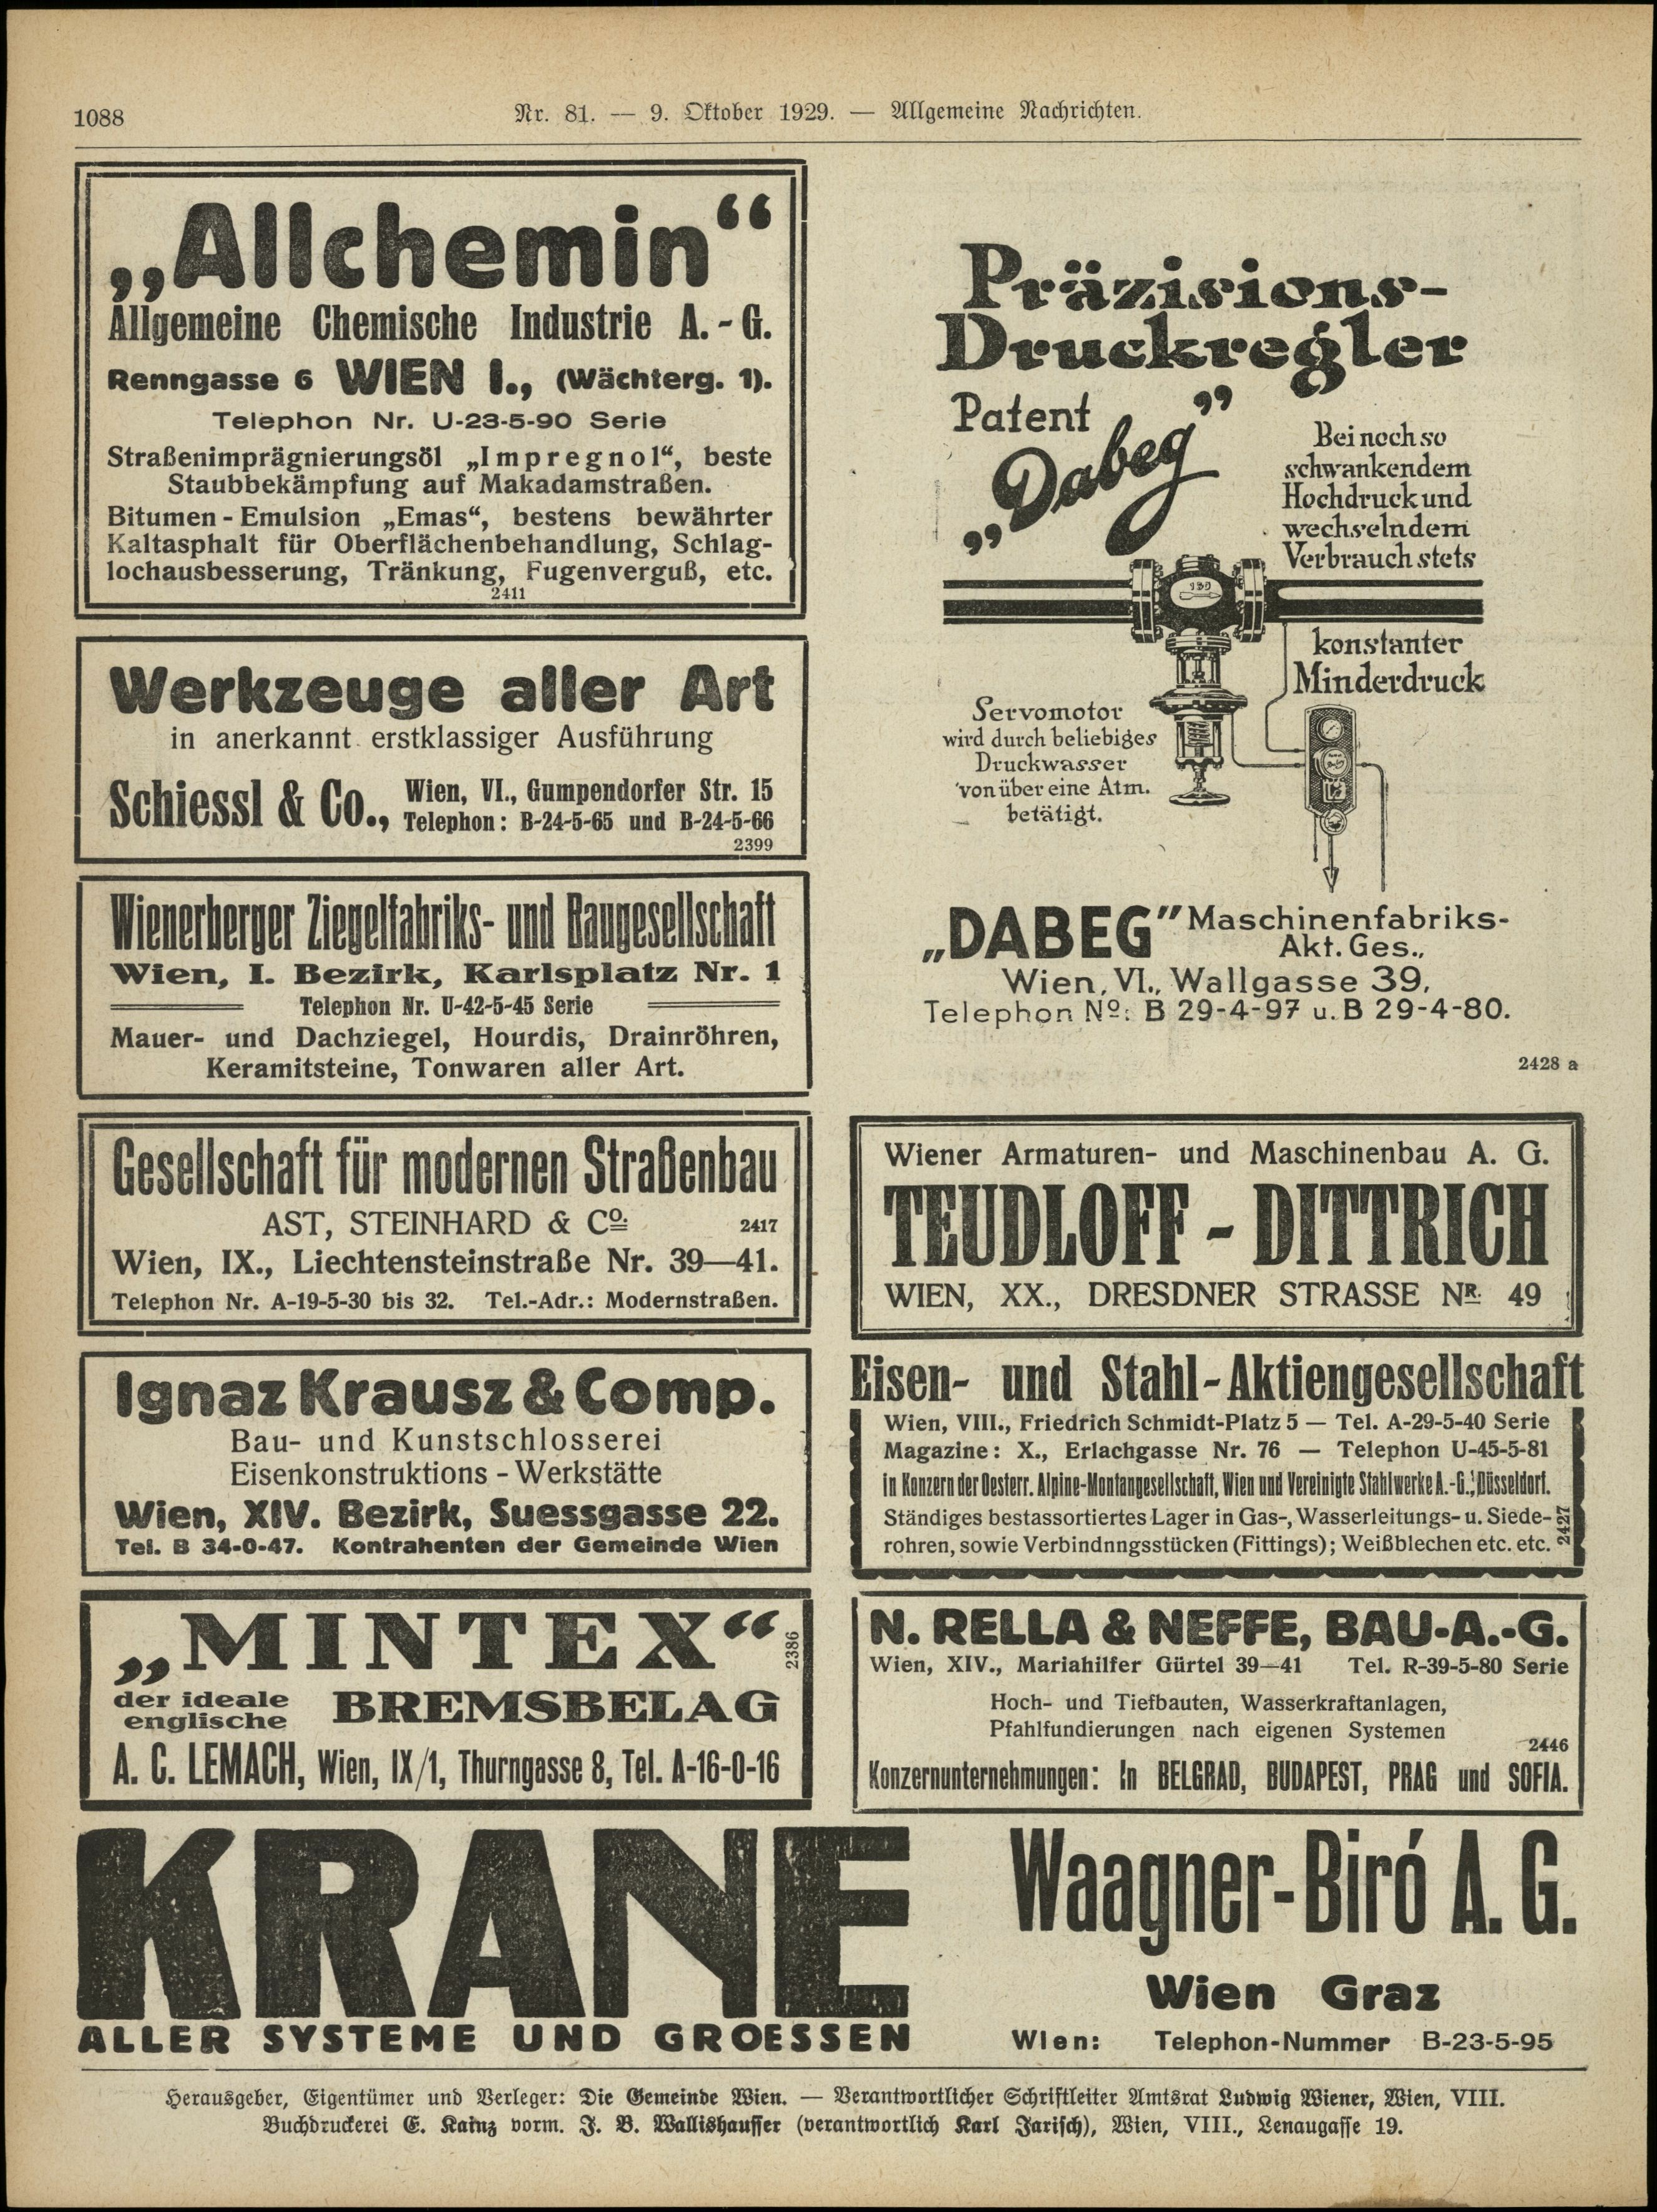 1088
Nr. 81. — 9. Oktober 1929. — Allgemeine Nachrichten.
„Allchemin“
Allgemeine Chemische Industrie A.-G.
Renngasse 6 WIEN I., (Wächterg. 1).
Telephon Nr. U-23-5-90 Serie
Straßenimprägnierungsöl „Impregnol“, beste
Staubbekämpfung auf Makadamstraßen.
Bitumen-Emulsion „Emas“, bestens bewährter
Kaltasphalt für Oberflächenbehandlung, Schlag-
lochausbesserung, Tränkung, Fugenverguß, etc.
2411
Werkzeuge aller Art
in anerkannt erstklassiger Ausführung
Schiessl & Co., Wien, VI., Gumpendorfer Str. 15
Telephon: B-24-5-65 und B-24-5-66
2399
Wienerberger Ziegelfabriks- und Baugesellschaft
Wien, I. Bezirk, Karlsplatz Nr. 1
Telephon Nr. U-42-5-45 Serie
Mauer- und Dachziegel, Hourdis, Drainröhren,
Keramitsteine, Tonwaren aller Art.
Gesellschaft für modernen Straßenbau
AST, STEINHARD & Co. 2417
Wien, IX., Liechtensteinstraße Nr. 39—41.
Telephon Nr. A-19-5-30 bis 32. Tel.-Adr.: Modernstraßen.
Ignaz Krausz & Comp.
Bau- und Kunstschlosserei
Eisenkonstruktions-Werkstätte
Wien, XIV. Bezirk, Suessgasse 22.
Tel. B 34-0-47. Kontrahenten der Gemeinde Wien
„MINTEX“
2386
der ideale
englische BREMSBELAG
A. C. LEMACH, Wien, IX/1, Thurngasse 8, Tel. A-16-0-16
Präzisions-
Druckregler
Patent
„Dabeg”
Bei noch so
schwankendem
Hochdruck und
wechselndem
Verbrauch stets
konstanter
Minderdruck
Servomotor
wird durch beliebiges
Druckwasser
von über eine Atm.
betätigt.
„DABEG” Maschinenfabriks-
Akt. Ges.,
Wien, VI., Wallgasse 39,
Telephon No: B 29-4-97 u. B 29-4-80.
2428 a
Wiener Armaturen- und Maschinenbau A. G.
TEUDLOFF - DITTRICH
WIEN, XX., DRESDNER STRASSE NR. 49
Eisen- und Stahl-Aktiengesellschaft
Wien, VIII., Friedrich Schmidt-Platz 5 — Tel. A-29-5-40 Serie
Magazine: X., Erlachgasse Nr. 76 — Telephon U-45-5-81
in Konzern der Oesterr. Alpine-Montangesellschaft, Wien und Vereinigte Stahlwerke A.-G., Düsseldorf.
Ständiges bestassortiertes Lager in Gas-, Wasserleitungs- u. Siede-
rohren, sowie Verbindnngsstücken (Fittings); Weißblechen etc. etc.
2427
N. RELLA & NEFFE, BAU-A.-G.
Wien, XIV., Mariahilfer Gürtel 39—41 Tel. R-39-5-80 Serie
Hoch- und Tiefbauten, Wasserkraftanlagen,
Pfahlfundierungen nach eigenen Systemen
2446
Konzernunternehmungen: In BELGRAD, BUDAPEST, PRAG und SOFIA.
KRANE
ALLER SYSTEME UND GROESSEN
Waagner-Biró A. G.
Wien Graz
Wien: Telephon-Nummer B-23-5-95
Herausgeber, Eigentümer und Verleger: Die Gemeinde Wien. — Verantwortlicher Schriftleiter Amtsrat Ludwig Wiener, Wien, VIII.
Buchdruckerei E. Kainz vorm. J. B. Wallishausser (verantwortlich Karl Jarisch), Wien, VIII., Lenaugasse 19.